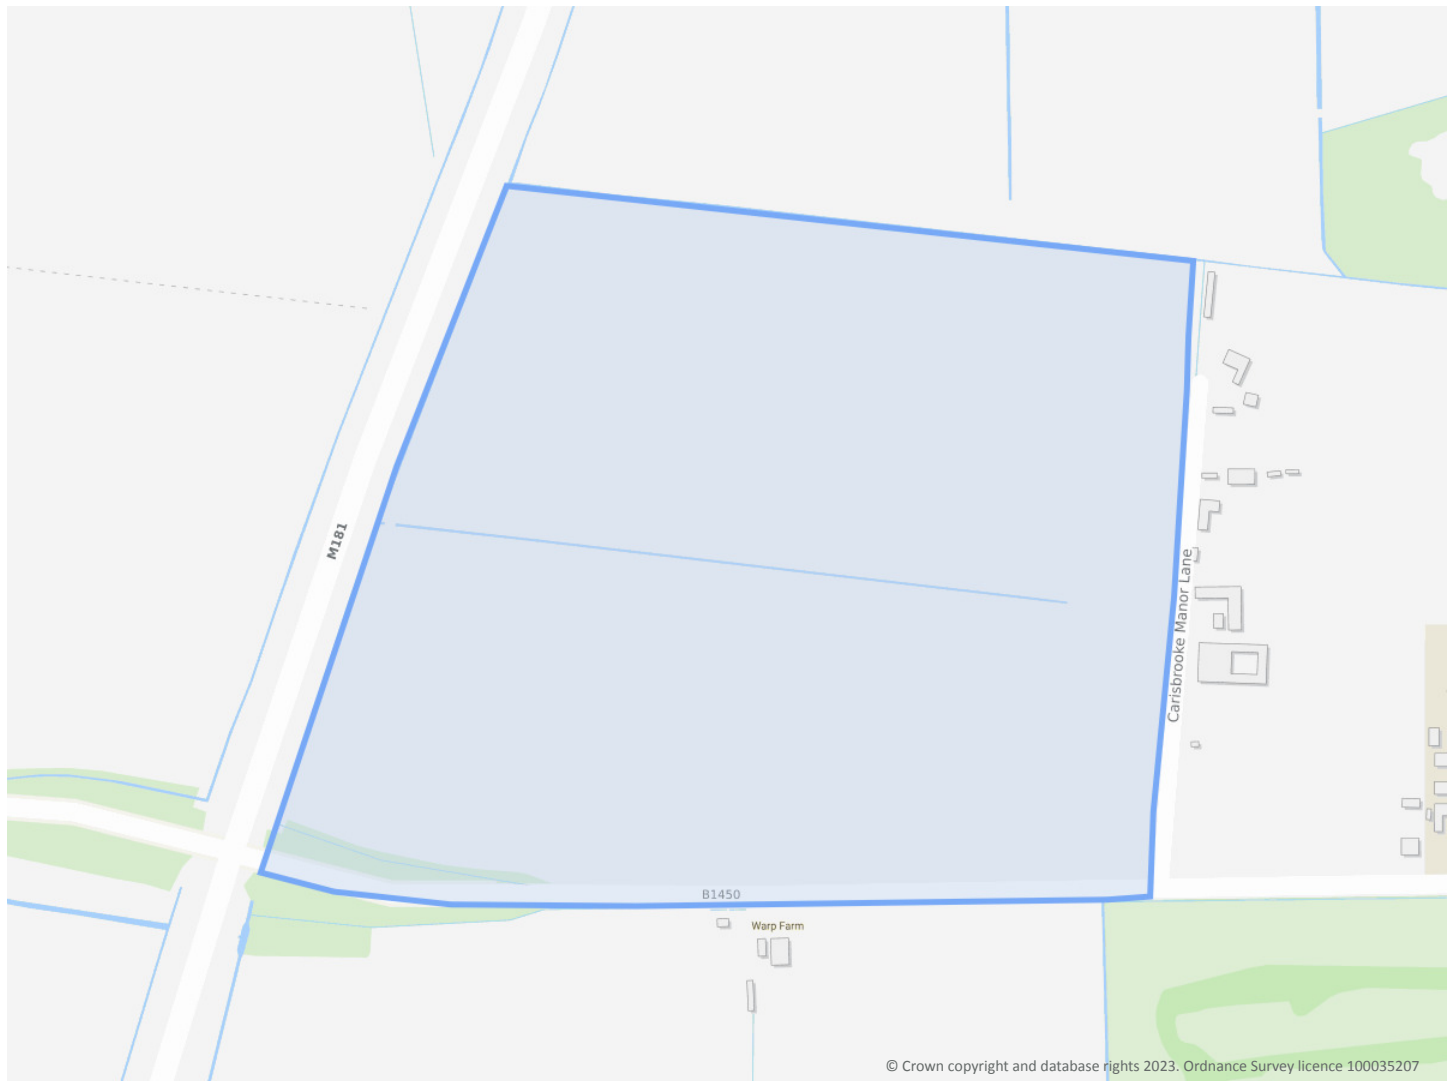 M181
Carisbrooke Manor Lane
B1450
Warp Farm
© Crown copyright and database rights 2023. Ordnance Survey licence 100035207